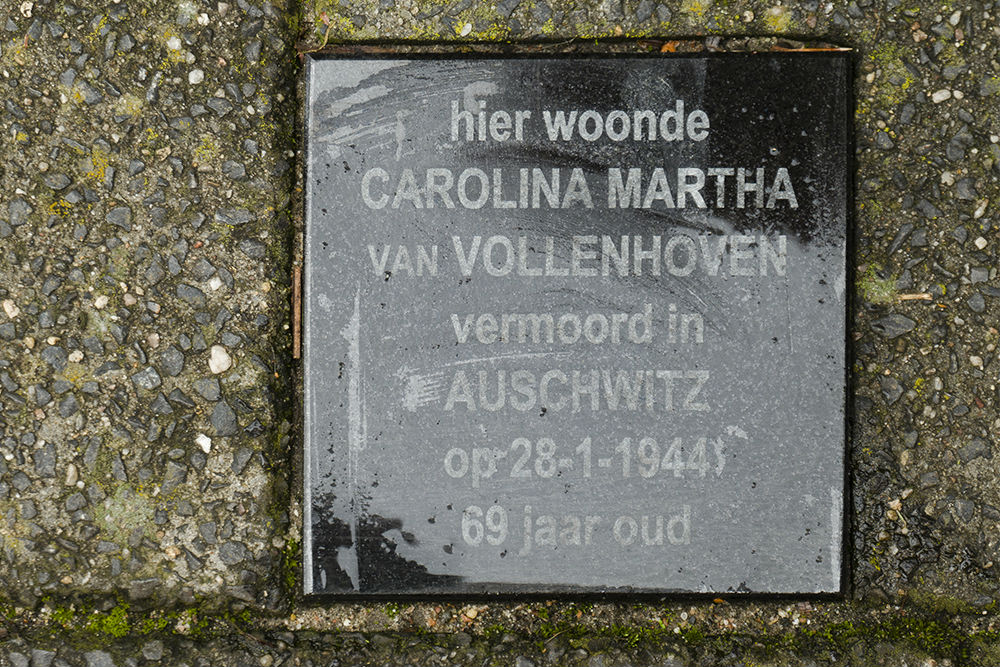 hier woonde
CAROLINA MARTHA
VAN VOLLENHOVEN
vermoord in
AUSCHWITZ
op 28-1-1944
69 jaar oud